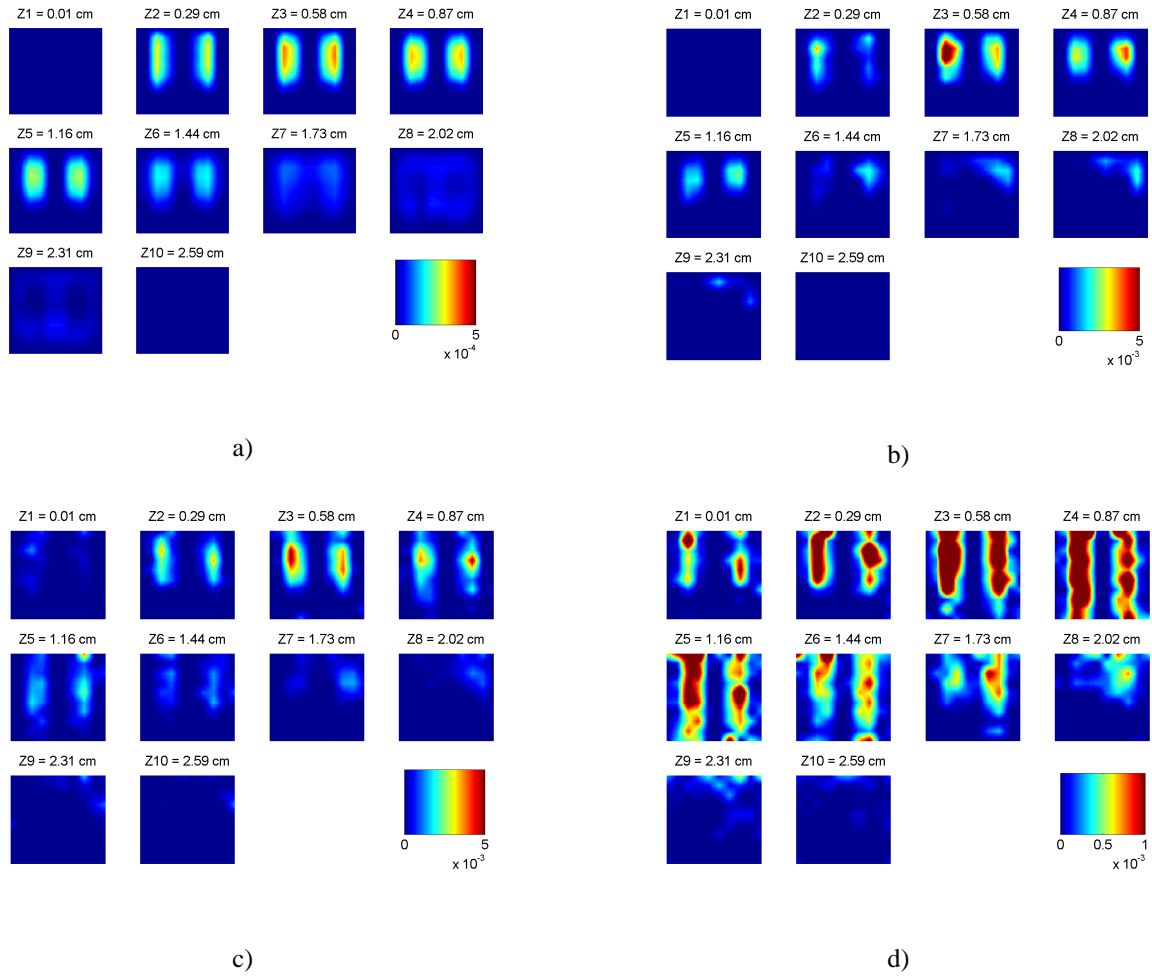 Z1 = 0.01 cm Z2 = 0.29 cm Z3 = 0.58 cm Z4 = 0.87 cm
Z5 = 1.16 cm Z6 = 1.44 cm Z7 = 1.73 cm Z8 = 2.02 cm
Z9 = 2.31 cm Z10 = 2.59 cm
0 5
x 10-4
a)
Z1 = 0.01 cm Z2 = 0.29 cm Z3 = 0.58 cm Z4 = 0.87 cm
Z5 = 1.16 cm Z6 = 1.44 cm Z7 = 1.73 cm Z8 = 2.02 cm
Z9 = 2.31 cm Z10 = 2.59 cm
0 5
x 10-3
b)
Z1 = 0.01 cm Z2 = 0.29 cm Z3 = 0.58 cm Z4 = 0.87 cm
Z5 = 1.16 cm Z6 = 1.44 cm Z7 = 1.73 cm Z8 = 2.02 cm
Z9 = 2.31 cm Z10 = 2.59 cm
0 5
x 10-3
c)
Z1 = 0.01 cm Z2 = 0.29 cm Z3 = 0.58 cm Z4 = 0.87 cm
Z5 = 1.16 cm Z6 = 1.44 cm Z7 = 1.73 cm Z8 = 2.02 cm
Z9 = 2.31 cm Z10 = 2.59 cm
0 0.5 1
x 10-3
d)